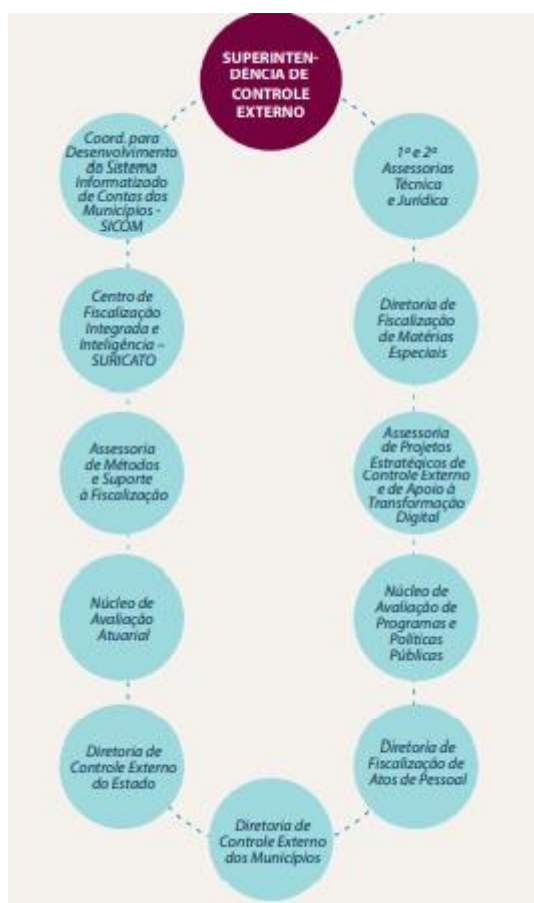 SUPERINTEN-
DÊNCIA DE
CONTROLE
EXTERNO
Coord. para
Desenvolvimento
do Sistema
Informatizado
de Contas dos
Municípios -
SICOM
1ª e 2ª
Assessorias
Técnica
e Jurídica
Centro de
Fiscalização
Integrada e
Inteligência –
SURICATO
Diretoria de
Fiscalização
de Matérias
Especiais
Assessoria
de Métodos
e Suporte
à Fiscalização
Assessoria
de Projetos
Estratégicos de
Controle Externo
e de Apoio à
Transformação
Digital
Núcleo de
Avaliação
Atuarial
Núcleo de
Avaliação de
Programas e
Políticas
Públicas
Diretoria de
Controle Externo
do Estado
Diretoria de
Fiscalização de
Atos de Pessoal
Diretoria de
Controle Externo
dos Municípios